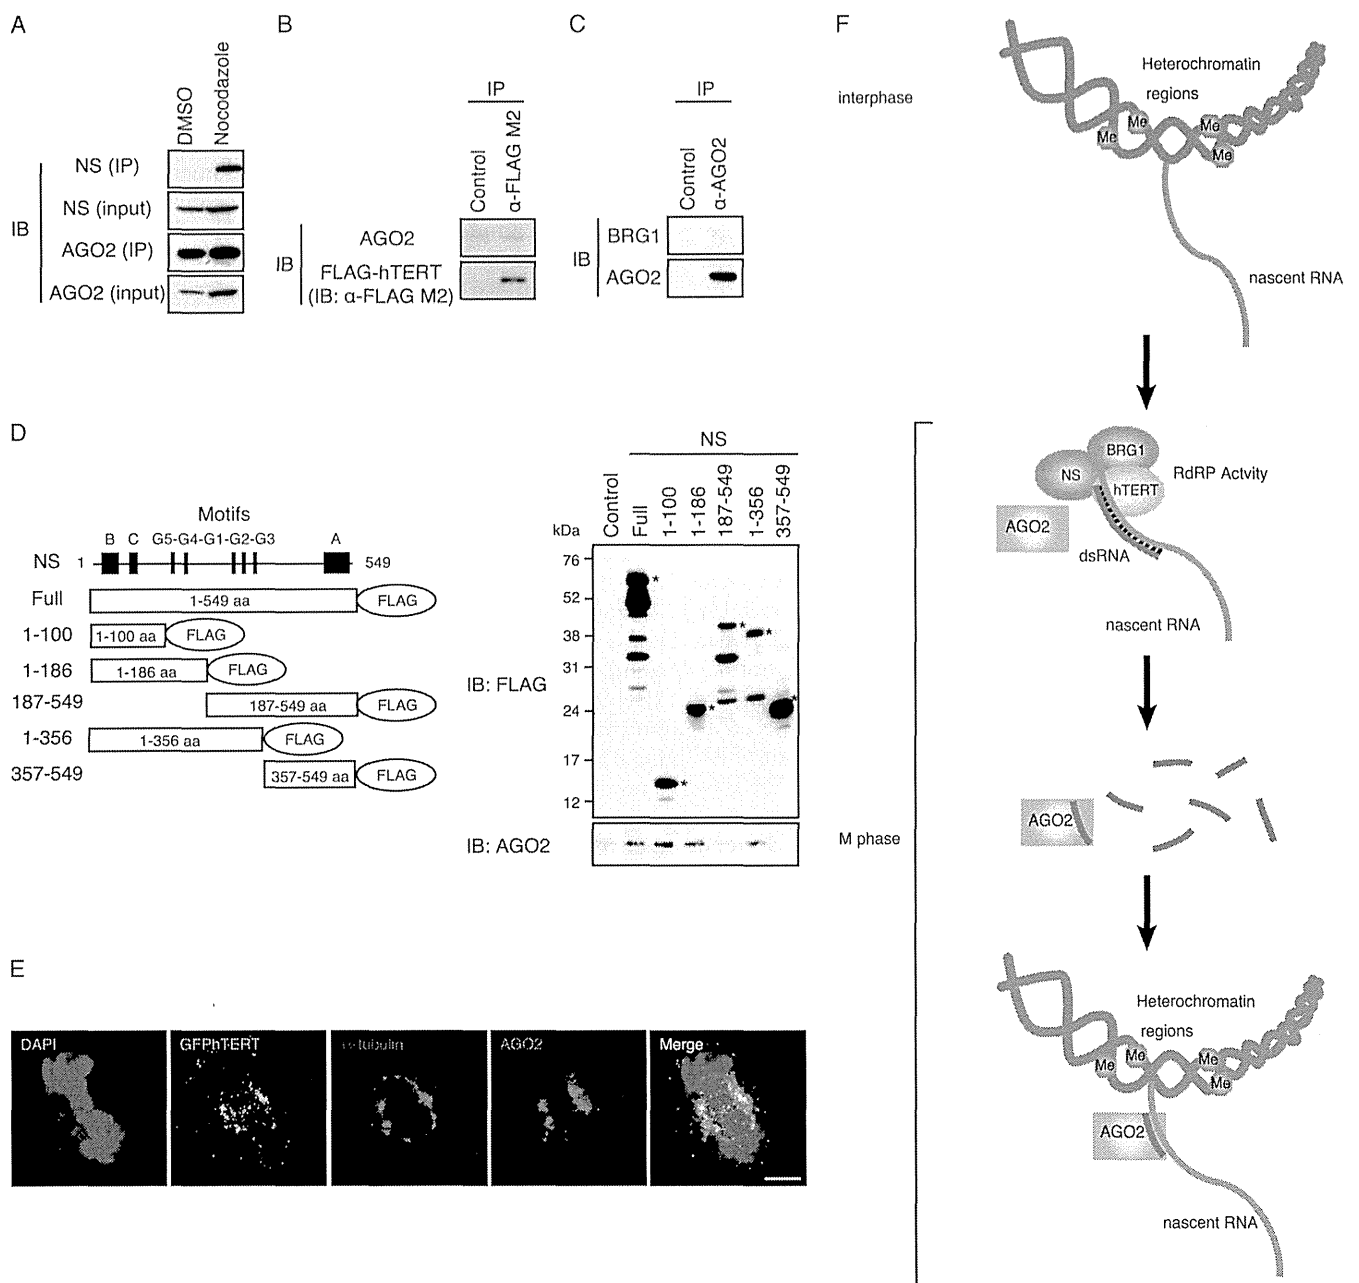 A
DMSO
Nocodazole
IB
NS (IP)
NS (input)
AGO2 (IP)
AGO2 (input)
B
IP
Control
α-FLAG M2
IB
AGO2
FLAG-hTERT
(IB: α-FLAG M2)
C
IP
Control
α-AGO2
IB
BRG1
AGO2
D
Motifs
B C G5-G4-G1-G2-G3 A
NS 1 549
Full 1-549 aa FLAG
1-100 1-100 aa FLAG
1-186 1-186 aa FLAG
187-549 187-549 aa FLAG
1-356 1-356 aa FLAG
357-549 357-549 aa FLAG
NS
Control
Full
1-100
1-186
187-549
1-356
357-549
kDa
76
52
38
31
24
17
12
*
*
*
*
*
*
IB: FLAG
IB: AGO2
E
DAPI
GFPhTERT
α-tubulin
AGO2
Merge
F
interphase
Heterochromatin
regions
Me
Me
Me
Me
nascent RNA
M phase
BRG1
NS
hTERT
RdRP Actvity
AGO2
dsRNA
nascent RNA
AGO2
Heterochromatin
regions
Me
Me
Me
Me
AGO2
nascent RNA